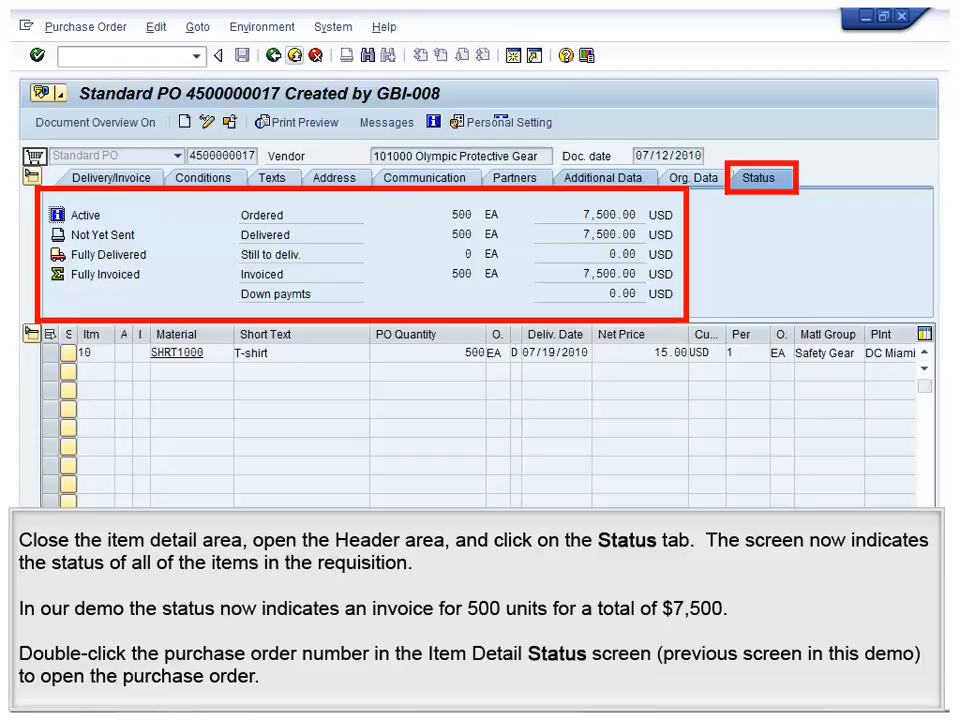 Purchase Order Edit Goto Environment System Help
Standard PO 4500000017 Created by GBI-008
Document Overview On Print Preview Messages Personal Setting
Standard PO 4500000017 Vendor 101000 Olympic Protective Gear Doc. date 07/12/2010
Delivery/Invoice Conditions Texts Address Communication Partners Additional Data Org. Data Status
Active Ordered 500 EA 7,500.00 USD
Not Yet Sent Delivered 500 EA 7,500.00 USD
Fully Delivered Still to deliv. 0 EA 0.00 USD
Fully Invoiced Invoiced 500 EA 7,500.00 USD
Down paymts 0.00 USD
S Itm A I Material Short Text PO Quantity O. Deliv. Date Net Price Cu... Per O. Matl Group Plnt
10 SHRT1000 T-shirt 500 EA D 07/19/2010 15.00 USD 1 EA Safety Gear DC Miami
Close the item detail area, open the Header area, and click on the Status tab. The screen now indicates
the status of all of the items in the requisition.
In our demo the status now indicates an invoice for 500 units for a total of $7,500.
Double-click the purchase order number in the Item Detail Status screen (previous screen in this demo)
to open the purchase order.